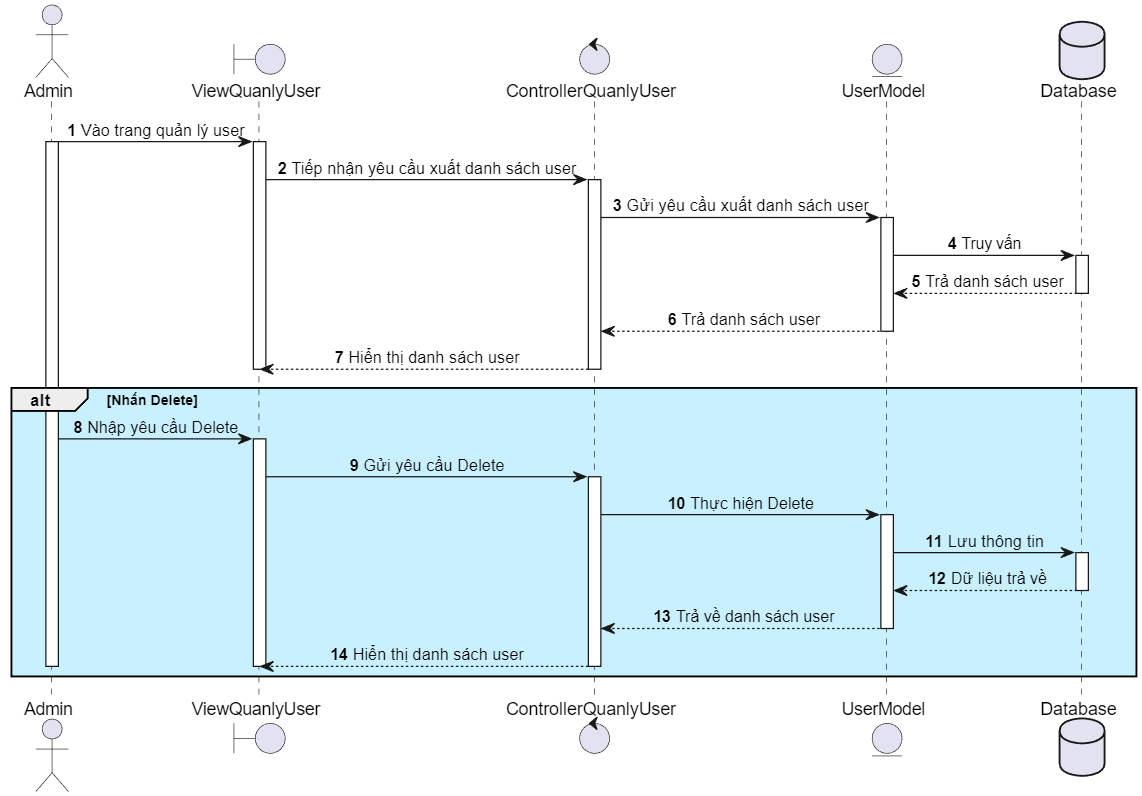 Admin
ViewQuanlyUser
ControllerQuanlyUser
UserModel
Database
1 Vào trang quản lý user
2 Tiếp nhận yêu cầu xuất danh sách user
3 Gửi yêu cầu xuất danh sách user
4 Truy vấn
5 Trả danh sách user
6 Trả danh sách user
7 Hiển thị danh sách user
alt [Nhấn Delete]
8 Nhập yêu cầu Delete
9 Gửi yêu cầu Delete
10 Thực hiện Delete
11 Lưu thông tin
12 Dữ liệu trả về
13 Trả về danh sách user
14 Hiển thị danh sách user
Admin
ViewQuanlyUser
ControllerQuanlyUser
UserModel
Database